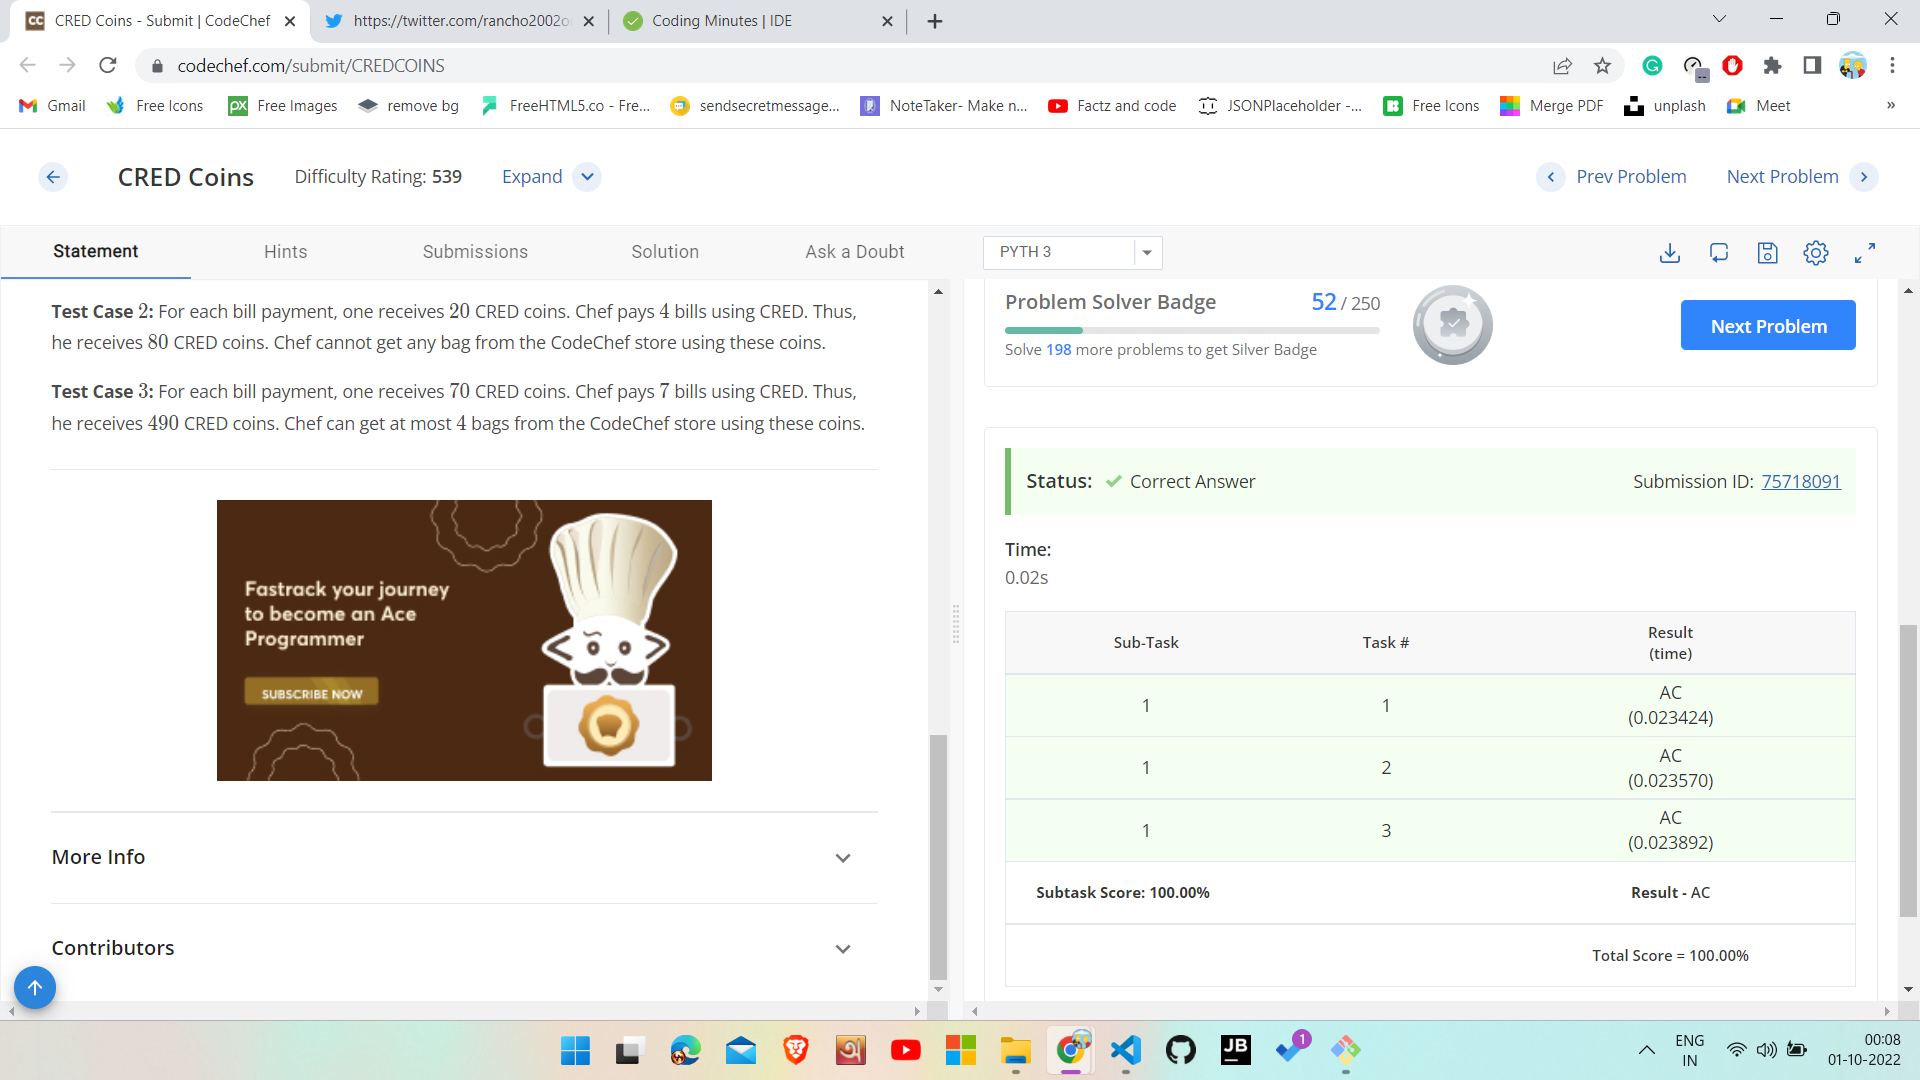 CC CRED Coins - Submit | CodeChef
https://twitter.com/rancho2002o
Coding Minutes | IDE
codechef.com/submit/CREDCOINS
Gmail
Free Icons
PX Free Images
remove bg
FreeHTML5.co - Fre...
sendsecretmessage...
NoteTaker- Make n...
Factz and code
JSONPlaceholder -...
Free Icons
Merge PDF
unplash
Meet
»
CRED Coins
Difficulty Rating: 539
Expand
Prev Problem
Next Problem
Statement
Hints
Submissions
Solution
Ask a Doubt
PYTH 3
Test Case 2: For each bill payment, one receives 20 CRED coins. Chef pays 4 bills using CRED. Thus,
he receives 80 CRED coins. Chef cannot get any bag from the CodeChef store using these coins.
Test Case 3: For each bill payment, one receives 70 CRED coins. Chef pays 7 bills using CRED. Thus,
he receives 490 CRED coins. Chef can get at most 4 bags from the CodeChef store using these coins.
Fastrack your journey
to become an Ace
Programmer
SUBSCRIBE NOW
More Info
Contributors
Problem Solver Badge
52 / 250
Solve 198 more problems to get Silver Badge
Next Problem
Status: Correct Answer
Submission ID: 75718091
Time:
0.02s
Sub-Task Task # Result
(time)
1 1 AC
(0.023424)
1 2 AC
(0.023570)
1 3 AC
(0.023892)
Subtask Score: 100.00% Result - AC
Total Score = 100.00%
JB
1
ENG
IN
00:08
01-10-2022